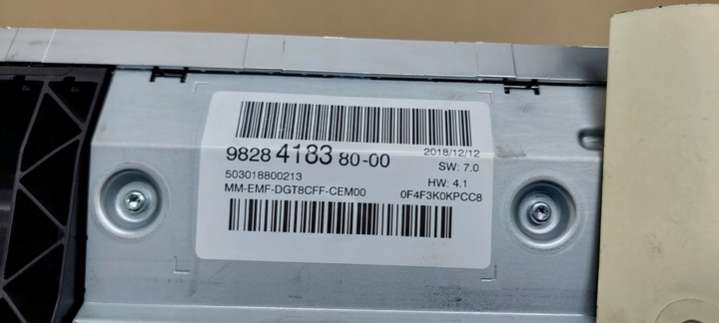 9828 4183 80-00
2018/12/12
SW: 7.0
503018800213
HW: 4.1
MM-EMF-DGT8CFF-CEM00
0F4F3K0KPCC8